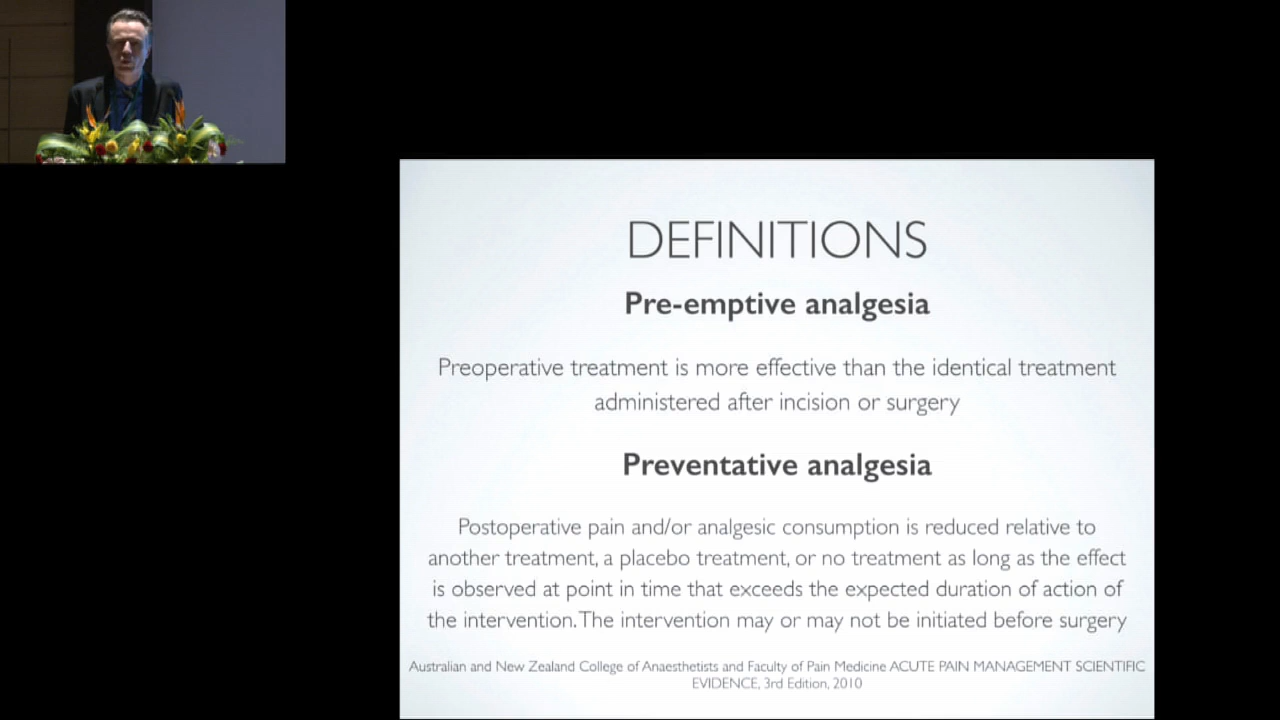 DEFINITIONS
Pre-emptive analgesia
Preoperative treatment is more effective than the identical treatment
administered after incision or surgery
Preventative analgesia
Postoperative pain and/or analgesic consumption is reduced relative to
another treatment, a placebo treatment, or no treatment as long as the effect
is observed at point in time that exceeds the expected duration of action of
the intervention. The intervention may or may not be initiated before surgery
Australian and New Zealand College of Anaesthetists and Faculty of Pain Medicine ACUTE PAIN MANAGEMENT SCIENTIFIC
EVIDENCE, 3rd Edition, 2010